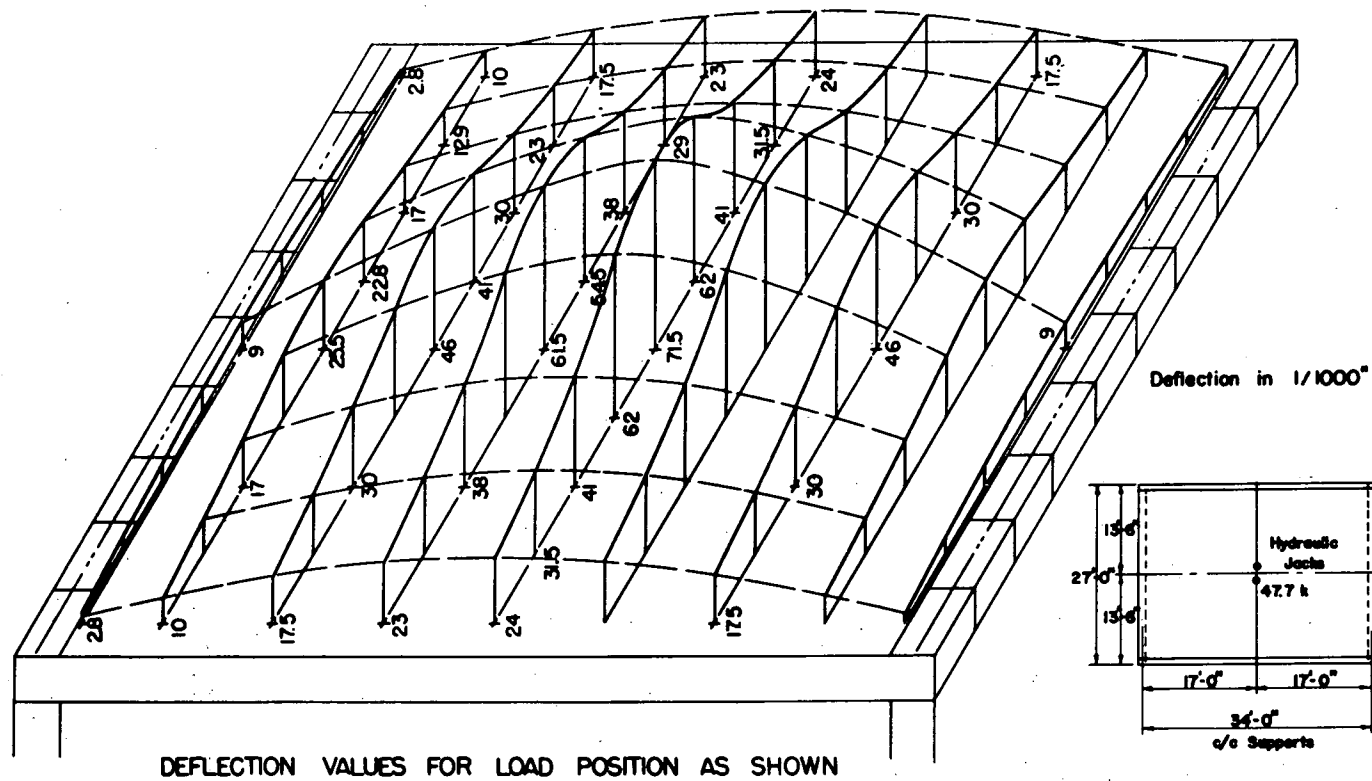 2.8 10 17.5 23 24 17.5
12.9 23 29 31.5
17 30 38 41 30
22.8 41 54.5 62
9 25.5 46 61.5 71.5 46 9
Deflection in 1/1000"
62
17 30 38 41 30
31.5
2.8 10 17.5 23 24 17.5
13'-6"
Hydraulic
Jacks
27'-0"
47.7 k
13'-6"
17'-0" 17'-0"
34'-0"
c/c Supports
DEFLECTION VALUES FOR LOAD POSITION AS SHOWN